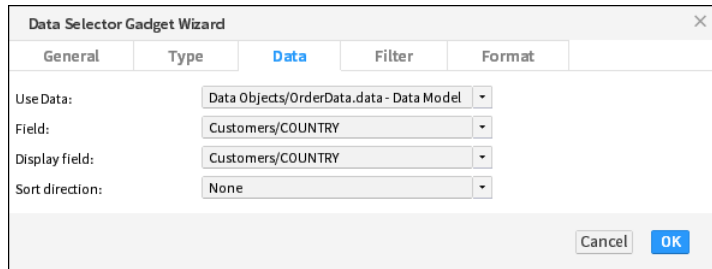 Data Selector Gadget Wizard
General Type Data Filter Format
Use Data: Data Objects/OrderData.data - Data Model
Field: Customers/COUNTRY
Display field: Customers/COUNTRY
Sort direction: None
Cancel OK